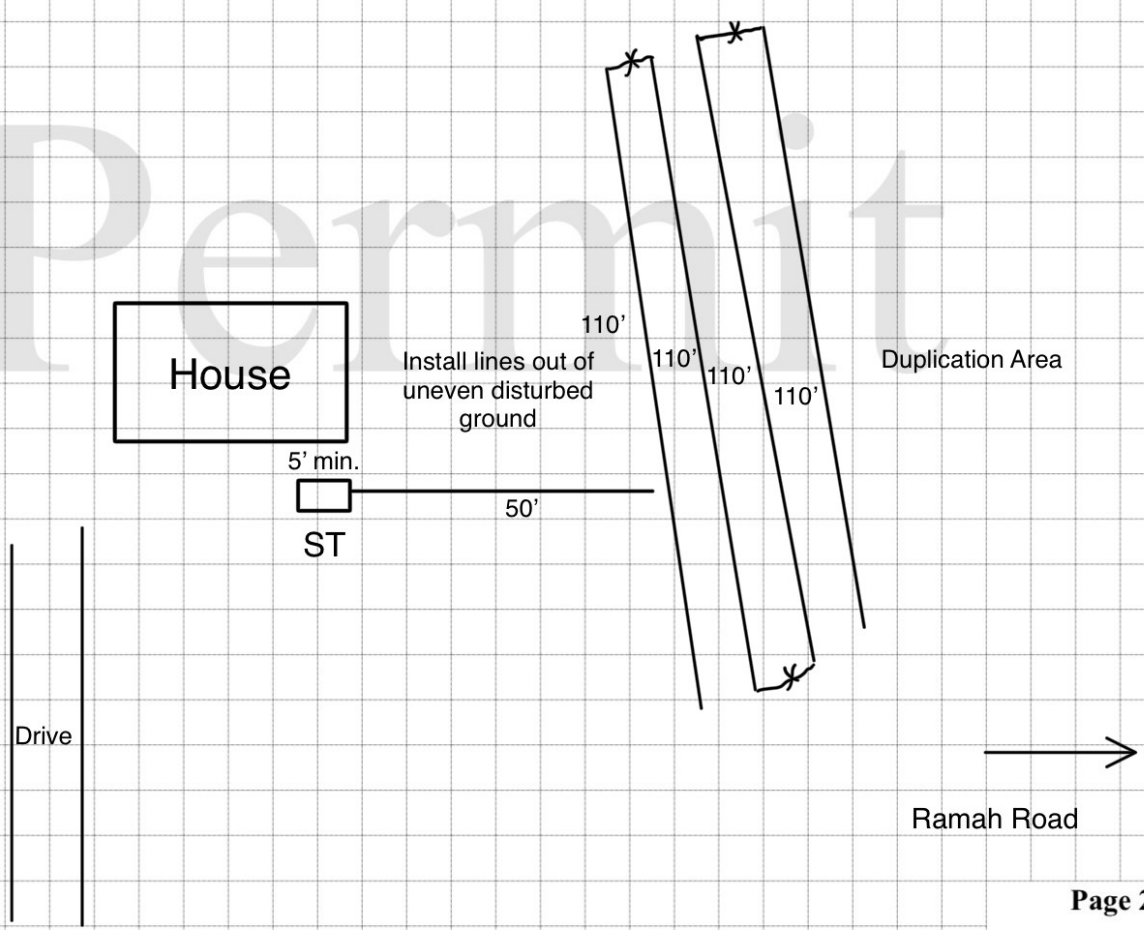 Permit
House
Install lines out of
uneven disturbed
ground
110’
110’
110’
110’
Duplication Area
5’ min.
50’
ST
Drive
Ramah Road
Page 2